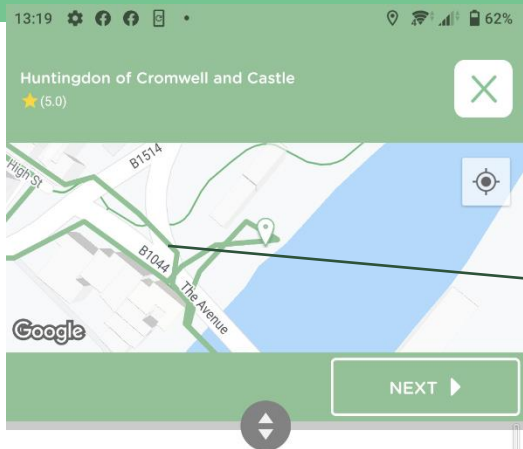 13:19
62%
Huntingdon of Cromwell and Castle
(5.0)
High St
B1514
B1044
The Avenue
Google
NEXT